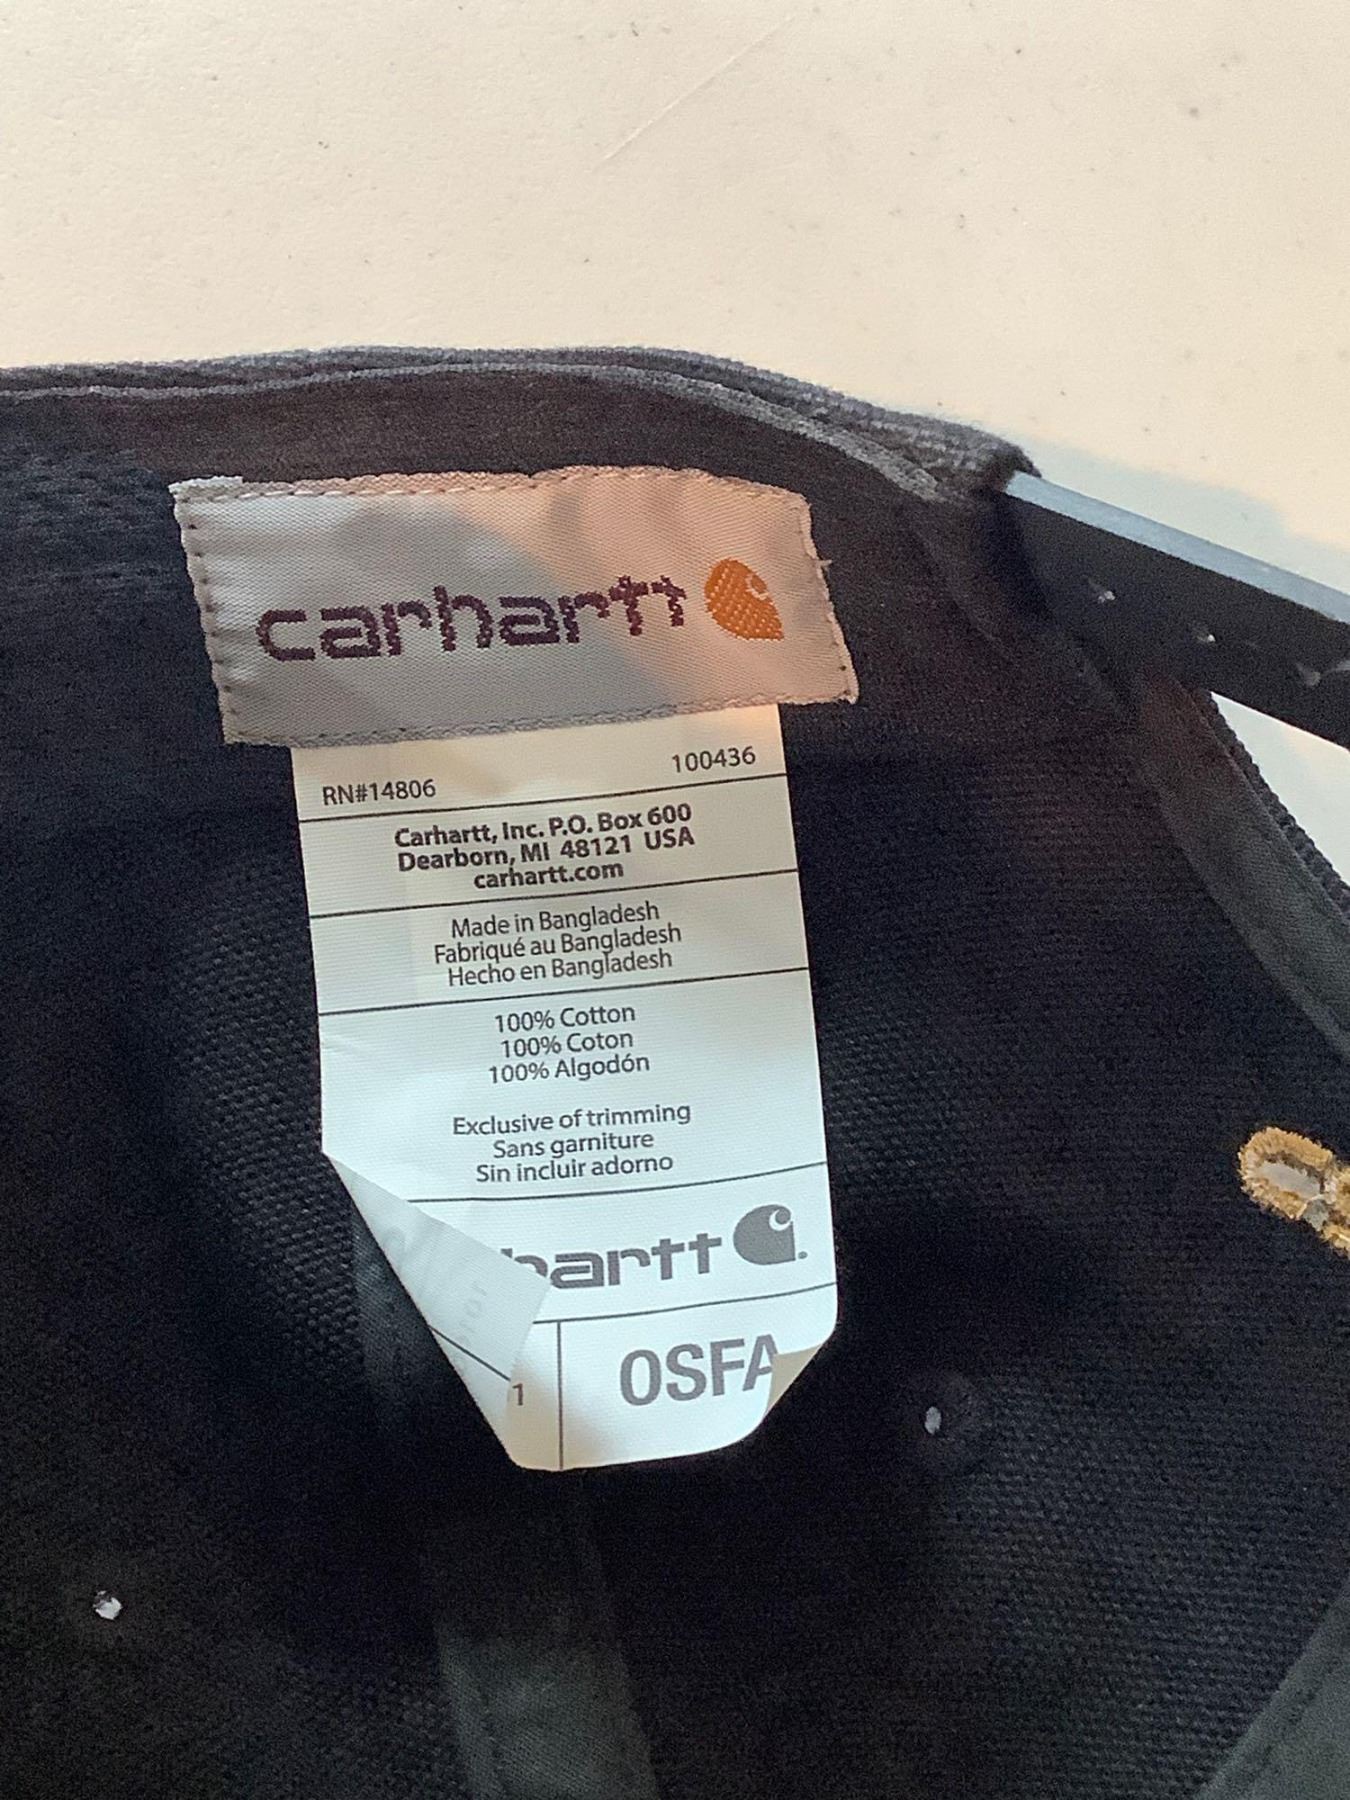 carhartt
RN#14806 100436
Carhartt, Inc. P.O. Box 600
Dearborn, MI 48121 USA
carhartt.com
Made in Bangladesh
Fabriqué au Bangladesh
Hecho en Bangladesh
100% Cotton
100% Coton
100% Algodón
Exclusive of trimming
Sans garniture
Sin incluir adorno
hartt
1 OSFA